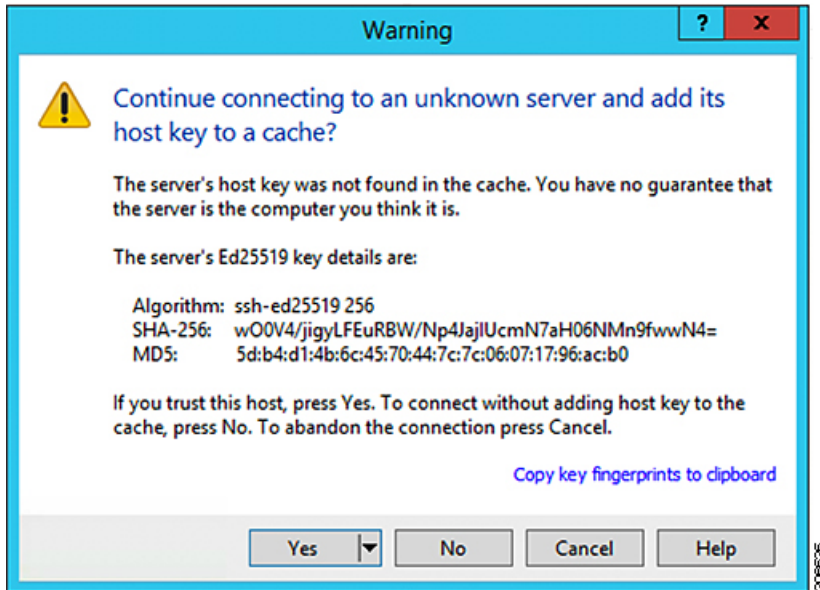 Warning
?
x
Continue connecting to an unknown server and add its
host key to a cache?
The server's host key was not found in the cache. You have no guarantee that
the server is the computer you think it is.
The server's Ed25519 key details are:
Algorithm: ssh-ed25519 256
SHA-256: wO0V4/jigyLFEuRBW/Np4JajlUcmN7aH06NMn9fwwN4=
MD5: 5d:b4:d1:4b:6c:45:70:44:7c:7c:06:07:17:96:ac:b0
If you trust this host, press Yes. To connect without adding host key to the
cache, press No. To abandon the connection press Cancel.
Copy key fingerprints to clipboard
Yes
No
Cancel
Help